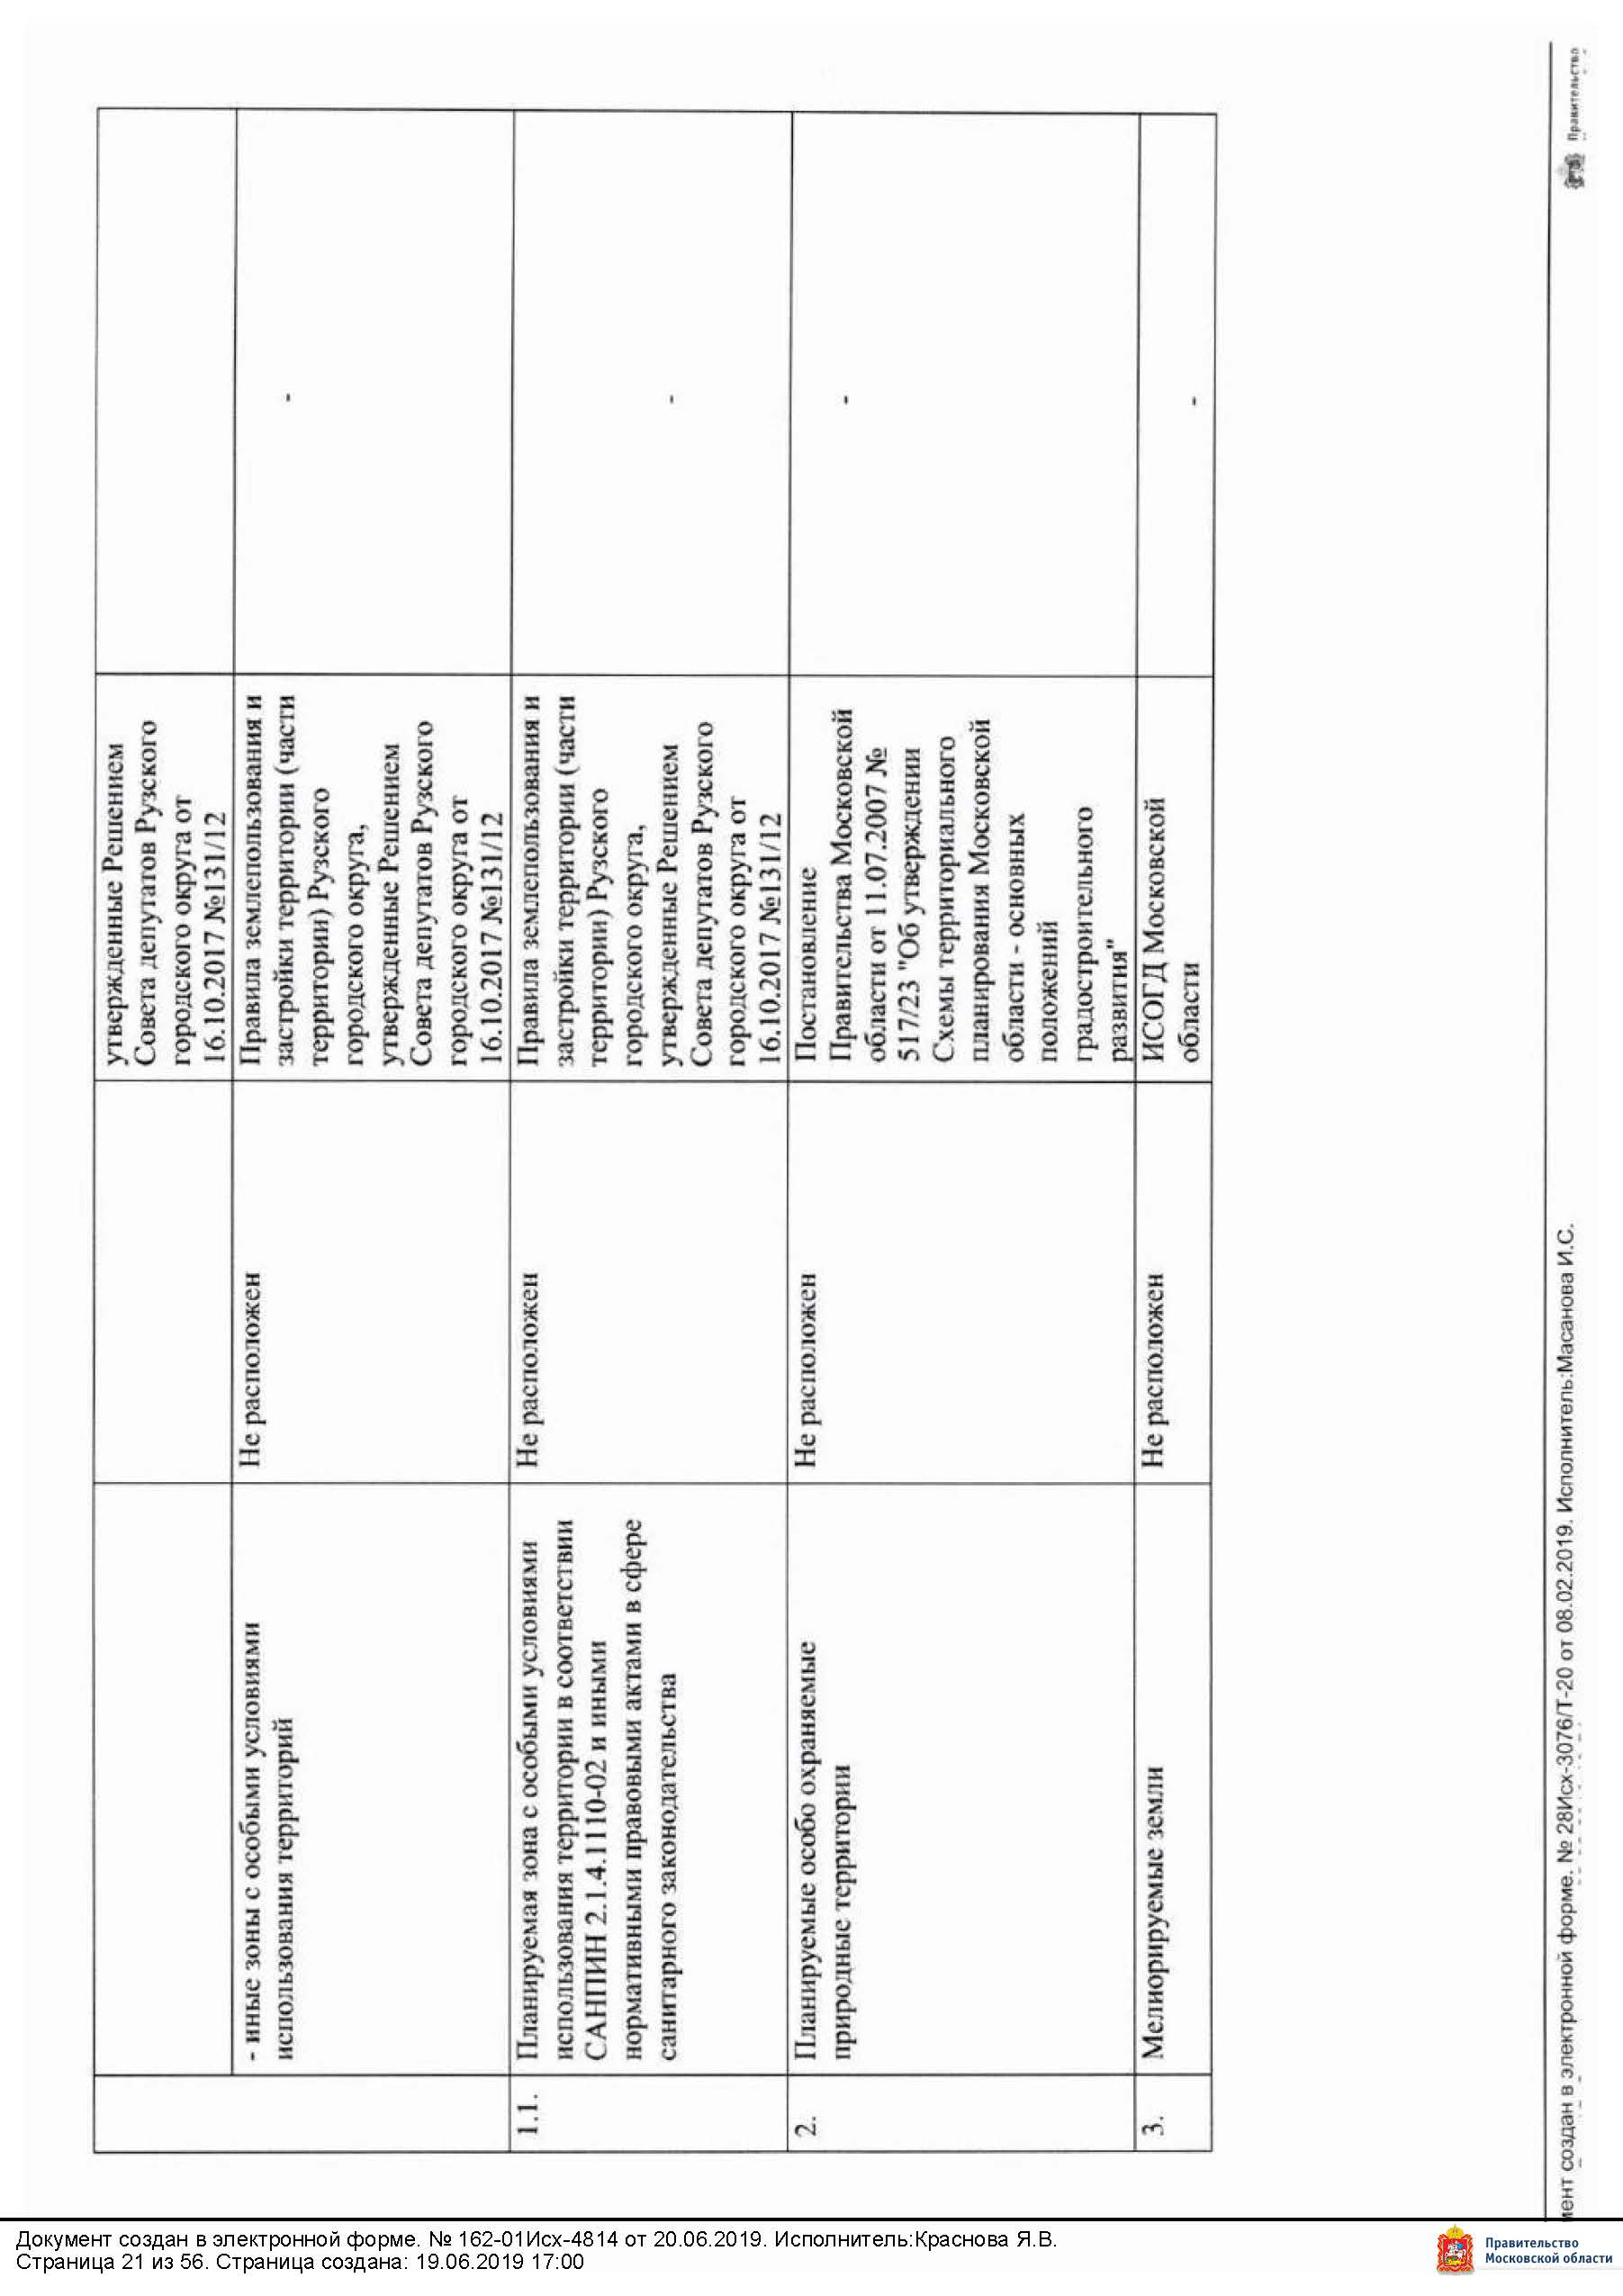 утвержденные Решением
Совета депутатов Рузского
городского округа от
16.10.2017 №131/12
- иные зоны с особыми условиями
использования территорий
Не расположен
Правила землепользования и
застройки территории (части
территории) Рузского
городского округа,
утвержденные Решением
Совета депутатов Рузского
городского округа от
16.10.2017 №131/12
-
1.1.
Планируемая зона с особыми условиями
использования территории в соответствии
САНПИН 2.1.4.1110-02 и иными
нормативными правовыми актами в сфере
санитарного законодательства
Не расположен
Правила землепользования и
застройки территории (части
территории) Рузского
городского округа,
утвержденные Решением
Совета депутатов Рузского
городского округа от
16.10.2017 №131/12
-
2.
Планируемые особо охраняемые
природные территории
Не расположен
Постановление
Правительства Московской
области от 11.07.2007 №
517/23 "Об утверждении
Схемы территориального
планирования Московской
области - основных
положений
градостроительного
развития"
-
3.
Мелиорируемые земли
Не расположен
ИСОГД Московской
области
-
мент создан в электронной форме. № 28Исх-3076/Т-20 от 08.02.2019. Исполнитель:Масанова И.С.
Правительство
Документ создан в электронной форме. № 162-01Исх-4814 от 20.06.2019. Исполнитель:Краснова Я.В.
Страница 21 из 56. Страница создана: 19.06.2019 17:00
Правительство
Московской области